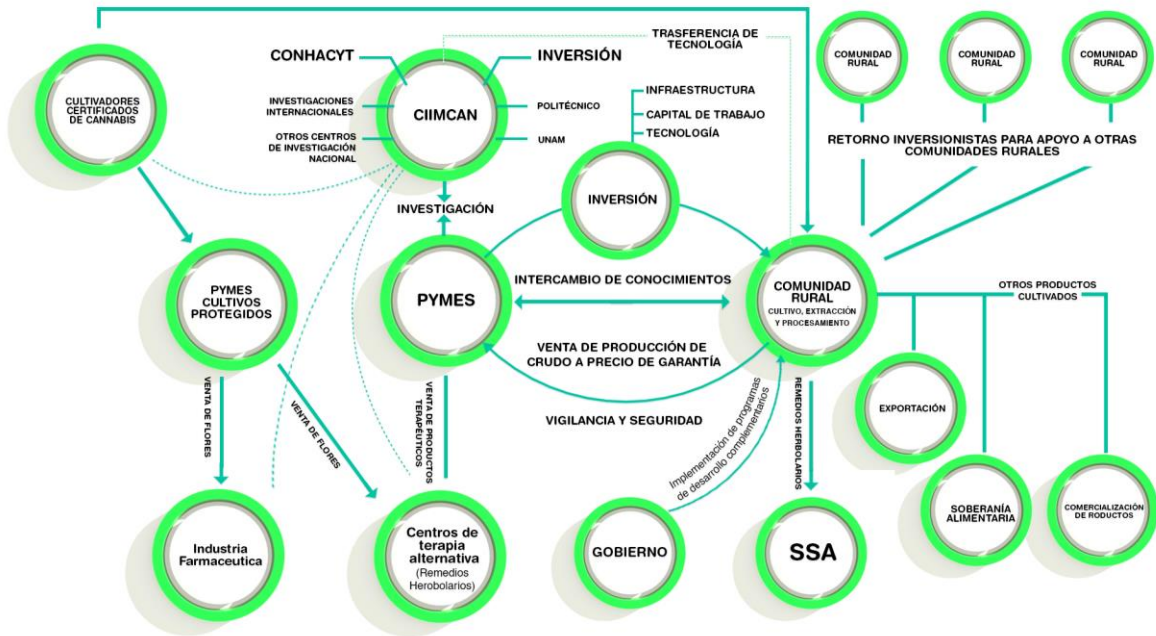 CONHACYT
INVERSIÓN
TRASFERENCIA DE
TECNOLOGÍA
COMUNIDAD
RURAL
COMUNIDAD
RURAL
COMUNIDAD
RURAL
CULTIVADORES
CERTIFICADOS
DE CANNABIS
INVESTIGACIONES
INTERNACIONALES
OTROS CENTROS
DE INVESTIGACIÓN
NACIONAL
CIIMCAN
POLITÉCNICO
UNAM
INFRAESTRUCTURA
CAPITAL DE TRABAJO
TECNOLOGÍA
RETORNO INVERSIONISTAS PARA APOYO A OTRAS
COMUNIDADES RURALES
INVESTIGACIÓN
INVERSIÓN
PYMES
CULTIVOS
PROTEGIDOS
PYMES
INTERCAMBIO DE CONOCIMIENTOS
COMUNIDAD
RURAL
CULTIVO, EXTRACCIÓN
Y PROCESAMIENTO
OTROS PRODUCTOS
CULTIVADOS
VENTA DE PRODUCCIÓN DE
CRUDO A PRECIO DE GARANTÍA
VIGILANCIA Y SEGURIDAD
VENTA DE FLORES
VENTA DE FLORES
VENTA DE PRODUCTOS
TERAPÉUTICOS
Implementación de programas
de desarrollo complementarios
REMEDIOS HERBOLARIOS
EXPORTACIÓN
SOBERANÍA
ALIMENTARIA
COMERCIALIZACIÓN
DE RODUCTOS
Industria
Farmaceutica
Centros de
terapia
alternativa
(Remedios
Herobolarios)
GOBIERNO
SSA